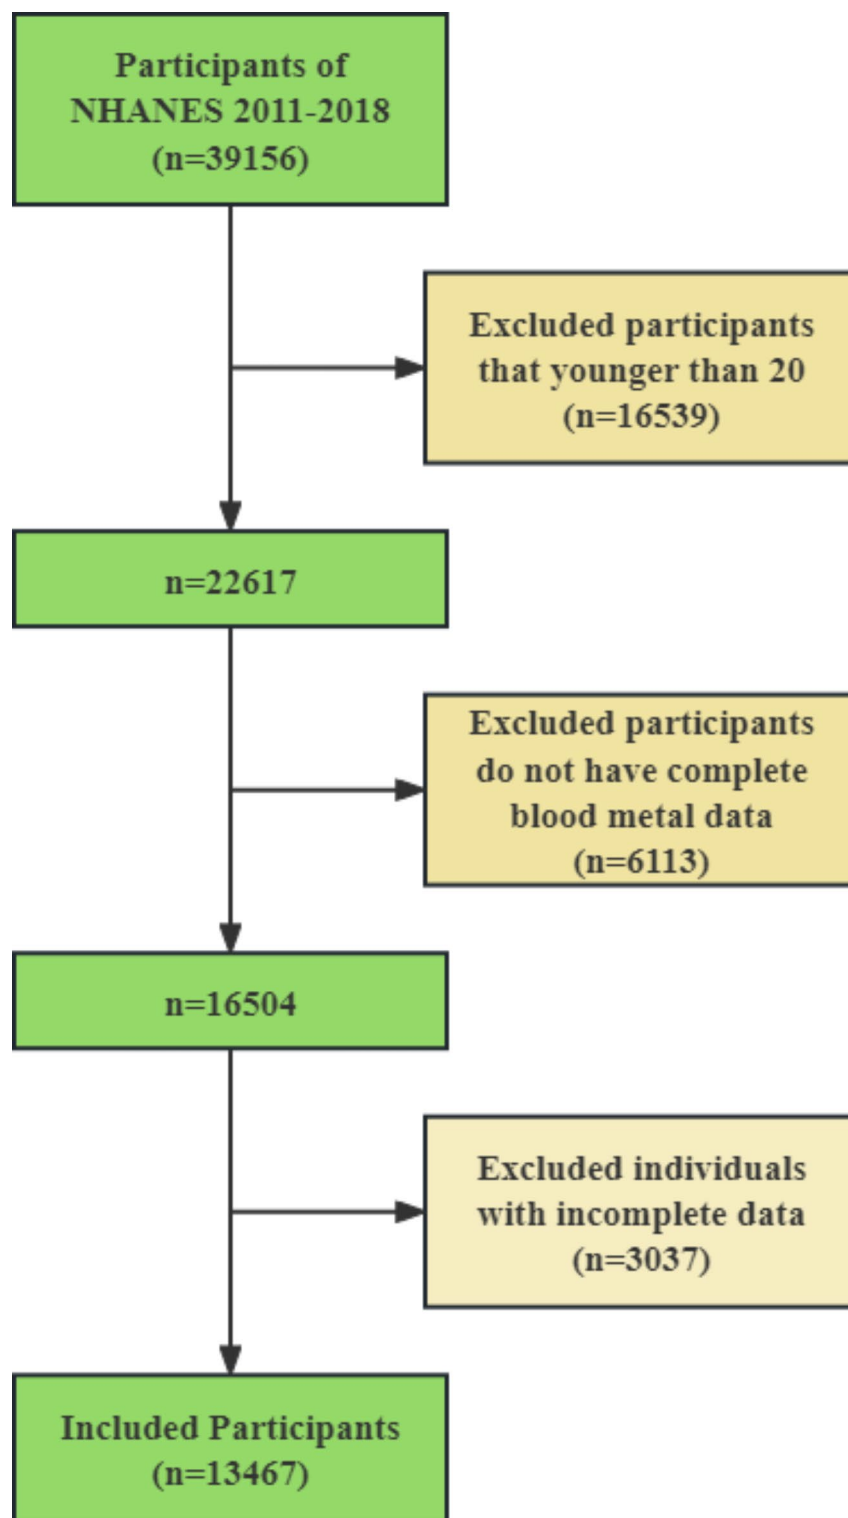 Participants of
NHANES 2011-2018
(n=39156)
Excluded participants
that younger than 20
(n=16539)
n=22617
Excluded participants
do not have complete
blood metal data
(n=6113)
n=16504
Excluded individuals
with incomplete data
(n=3037)
Included Participants
(n=13467)